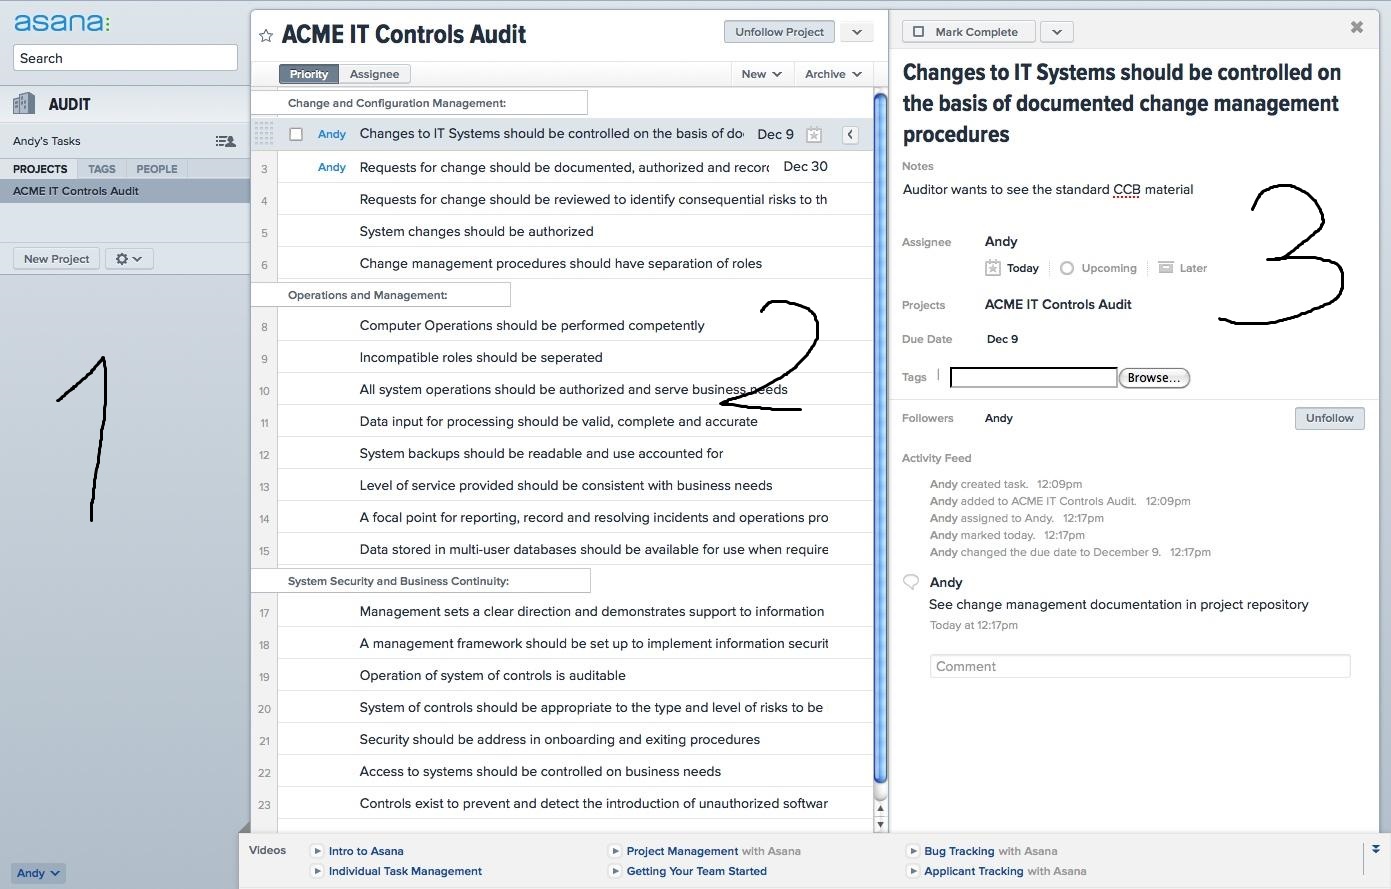 asana:
Search
AUDIT
Andy's Tasks
PROJECTS TAGS PEOPLE
ACME IT Controls Audit
New Project
1
Andy
ACME IT Controls Audit
Unfollow Project
Priority Assignee
New Archive
Change and Configuration Management:
Andy Changes to IT Systems should be controlled on the basis of do Dec 9
3 Andy Requests for change should be documented, authorized and record Dec 30
4 Requests for change should be reviewed to identify consequential risks to th
5 System changes should be authorized
6 Change management procedures should have separation of roles
Operations and Management:
8 Computer Operations should be performed competently
9 Incompatible roles should be seperated
10 All system operations should be authorized and serve business needs
11 Data input for processing should be valid, complete and accurate
12 System backups should be readable and use accounted for
13 Level of service provided should be consistent with business needs
14 A focal point for reporting, record and resolving incidents and operations pro
15 Data stored in multi-user databases should be available for use when require
2
System Security and Business Continuity:
17 Management sets a clear direction and demonstrates support to information
18 A management framework should be set up to implement information securit
19 Operation of system of controls is auditable
20 System of controls should be appropriate to the type and level of risks to be
21 Security should be address in onboarding and exiting procedures
22 Access to systems should be controlled on business needs
23 Controls exist to prevent and detect the introduction of unauthorized softwar
Mark Complete
Changes to IT Systems should be controlled on
the basis of documented change management
procedures
Notes
Auditor wants to see the standard CCB material
3
Assignee Andy
Today Upcoming Later
Projects ACME IT Controls Audit
Due Date Dec 9
Tags Browse...
Followers Andy Unfollow
Activity Feed
Andy created task. 12:09pm
Andy added to ACME IT Controls Audit. 12:09pm
Andy assigned to Andy. 12:17pm
Andy marked today. 12:17pm
Andy changed the due date to December 9. 12:17pm
Andy
See change management documentation in project repository
Today at 12:17pm
Comment
Videos Intro to Asana Project Management with Asana Bug Tracking with Asana
Individual Task Management Getting Your Team Started Applicant Tracking with Asana